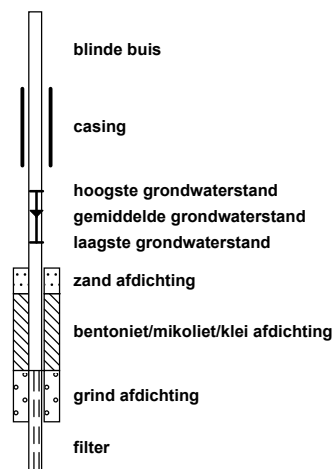 blinde buis
casing
hoogste grondwaterstand
gemiddelde grondwaterstand
laagste grondwaterstand
zand afdichting
bentoniet/mikoliet/klei afdichting
grind afdichting
filter